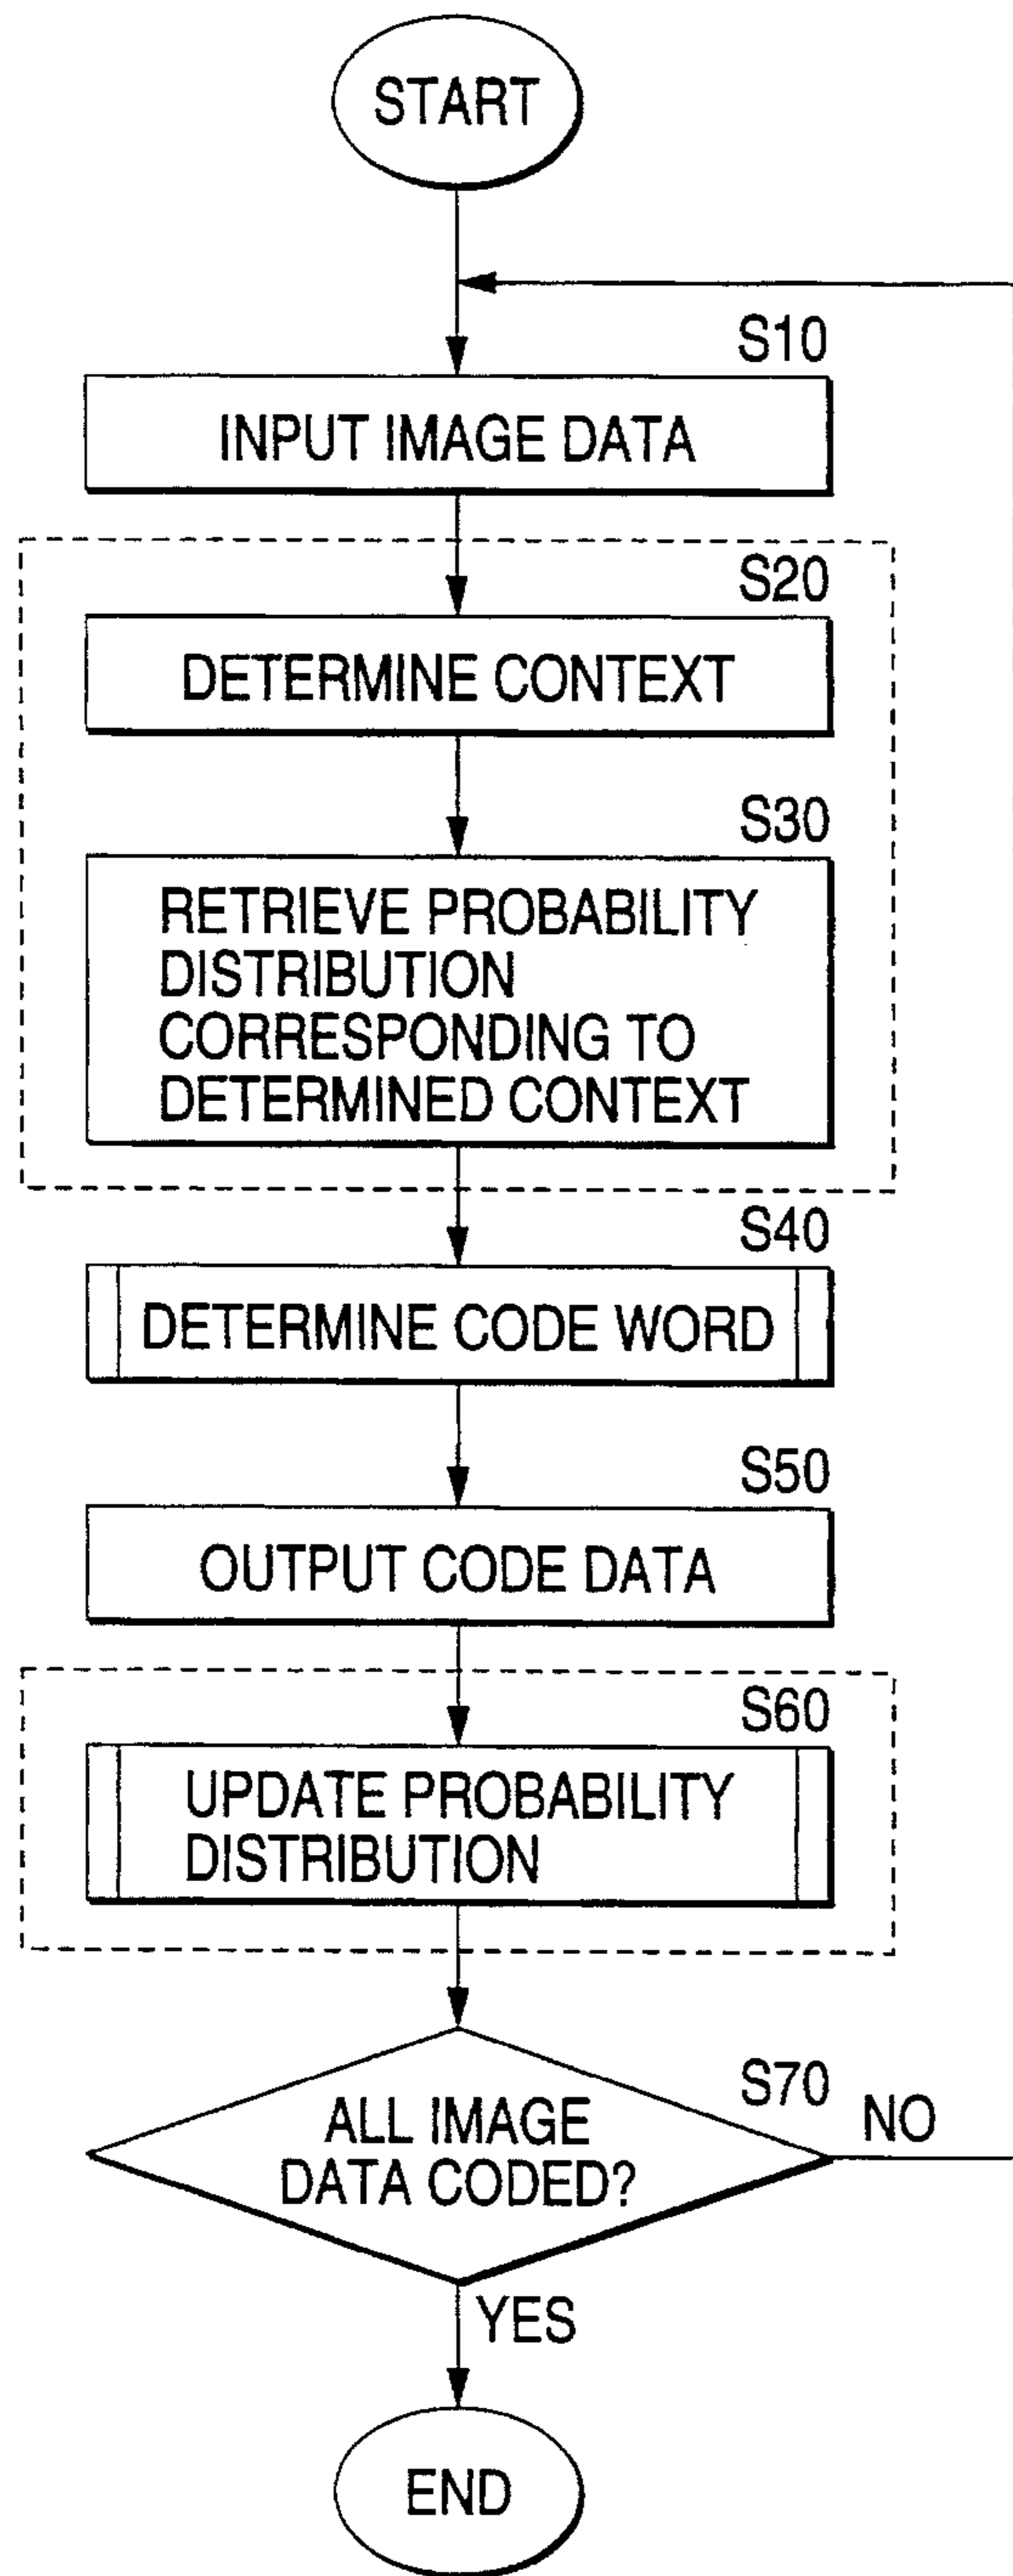 START
S10
INPUT IMAGE DATA
S20
DETERMINE CONTEXT
S30
RETRIEVE PROBABILITY
DISTRIBUTION
CORRESPONDING TO
DETERMINED CONTEXT
S40
DETERMINE CODE WORD
S50
OUTPUT CODE DATA
S60
UPDATE PROBABILITY
DISTRIBUTION
S70
ALL IMAGE
DATA CODED?
NO
YES
END